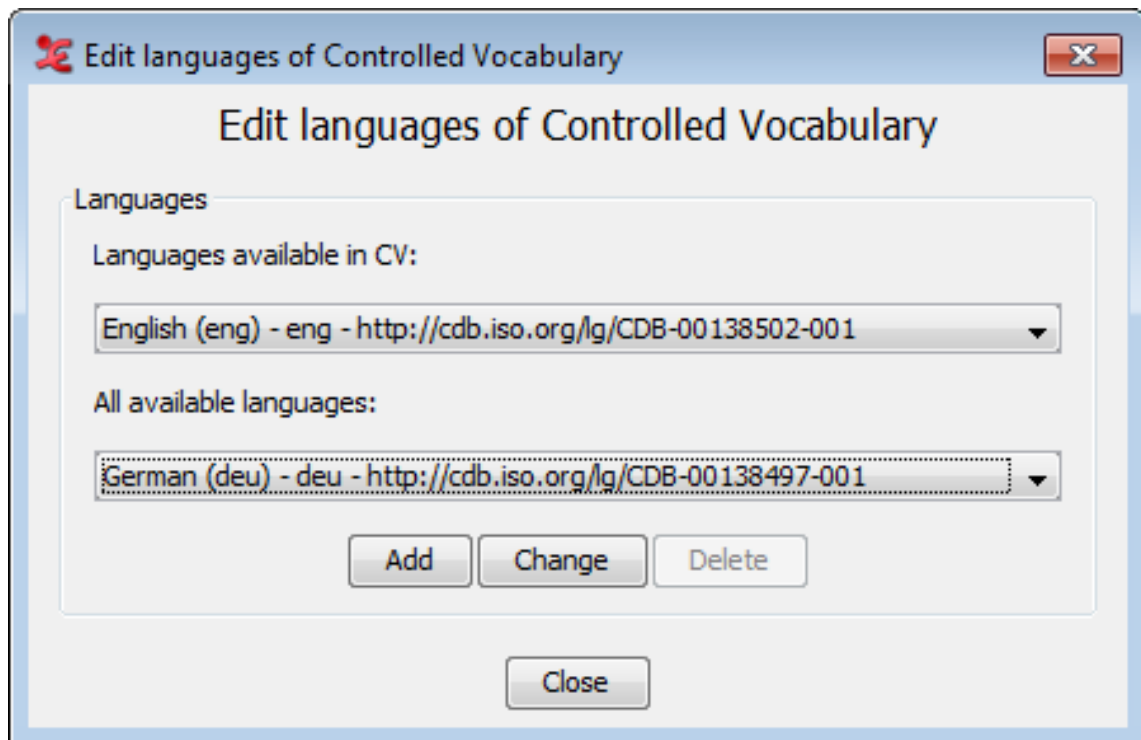 Edit languages of Controlled Vocabulary
Edit languages of Controlled Vocabulary
Languages
Languages available in CV:
English (eng) - eng - http://cdb.iso.org/lg/CDB-00138502-001
All available languages:
German (deu) - deu - http://cdb.iso.org/lg/CDB-00138497-001
Add Change Delete
Close